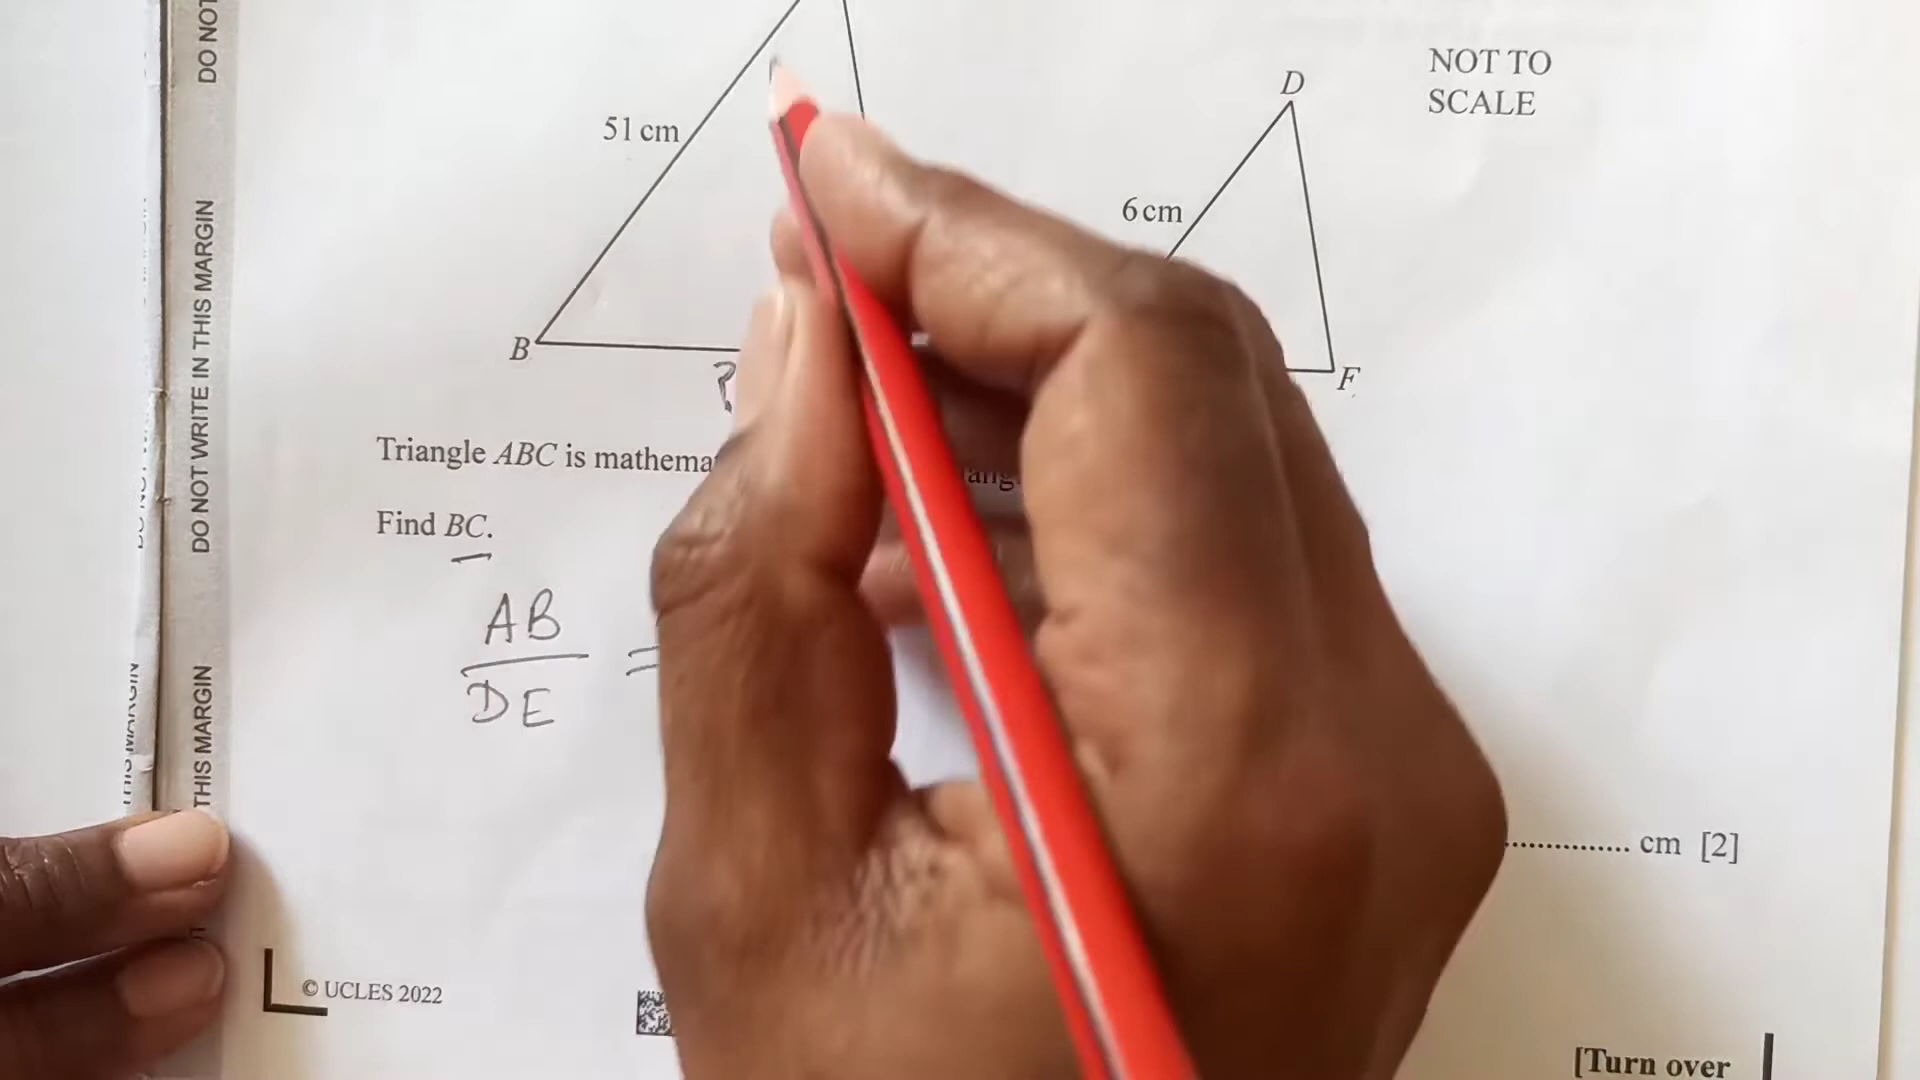 DO NOT
DO NOT WRITE IN THIS MARGIN
THIS MARGIN
NOT TO
SCALE
D
51 cm
6 cm
B
?
F
Triangle ABC is mathema
Find BC.
AB
DE
=
cm [2]
© UCLES 2022
[Turn over